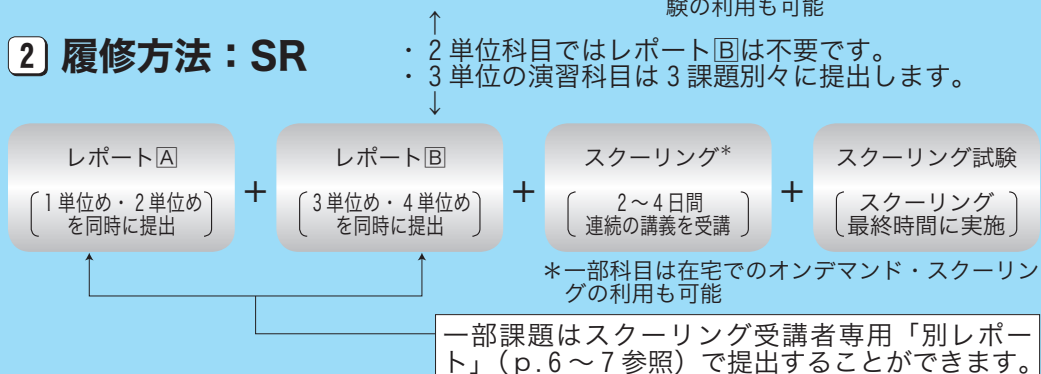 験の利用も可能
↑
2 履修方法：SR
・2単位科目ではレポートBは不要です。
・3単位の演習科目は3課題別々に提出します。
↓
レポートA
（1単位め・2単位め
を同時に提出）
＋
レポートB
（3単位め・4単位め
を同時に提出）
＋
スクーリング*
（2～4日間
連続の講義を受講）
＋
スクーリング試験
（スクーリング
最終時間に実施）
＊一部科目は在宅でのオンデマンド・スクーリン
グの利用も可能
一部課題はスクーリング受講者専用「別レポー
ト」（p.6～7参照）で提出することができます。